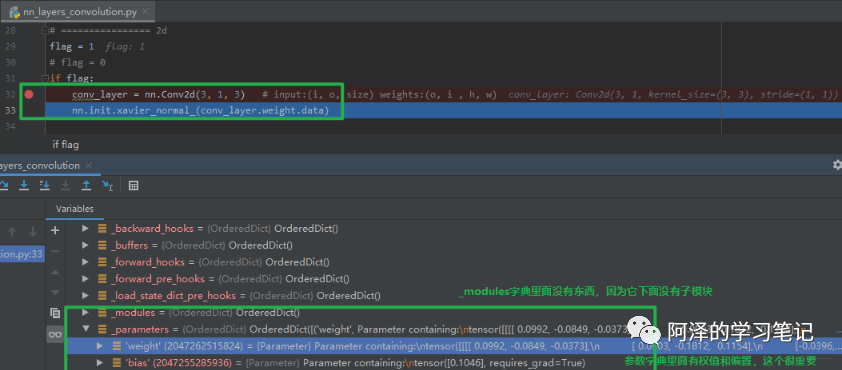 nn_layers_convolution.py
28 # ================ 2d
29 flag = 1 flag: 1
30 # flag = 0
31 if flag:
32 conv_layer = nn.Conv2d(3, 1, 3) # input:(i, o, size) weights:(o, i , h, w) conv_layer: Conv2d(3, 1, kernel_size=(3, 3), stride=(1, 1))
33 nn.init.xavier_normal_(conv_layer.weight.data)
34
if flag
ayers_convolution
Variables
_backward_hooks = {OrderedDict} OrderedDict()
_buffers = {OrderedDict} OrderedDict()
tion.py:33
_forward_hooks = {OrderedDict} OrderedDict()
_forward_pre_hooks = {OrderedDict} OrderedDict()
_load_state_dict_pre_hooks = {OrderedDict} OrderedDict()
_modules字典里面没有东西，因为它下面没有子模块
_modules = {OrderedDict} OrderedDict()
_parameters = {OrderedDict} OrderedDict([('weight', Parameter containing:\ntensor([[[[ 0.0992, -0.0849, -0.0373
阿泽的学习笔记
'weight' (2047262515824) = {Parameter} Parameter containing:\ntensor([[[[ 0.0992, -0.0849, -0.0373],\n [ 0.0103, -0.1812, 0.1154],\n [-0.0396,...
参数字典里面有权值和偏置，这个很重要
'bias' (2047255285936) = {Parameter} Parameter containing:\ntensor([0.1046], requires_grad=True)